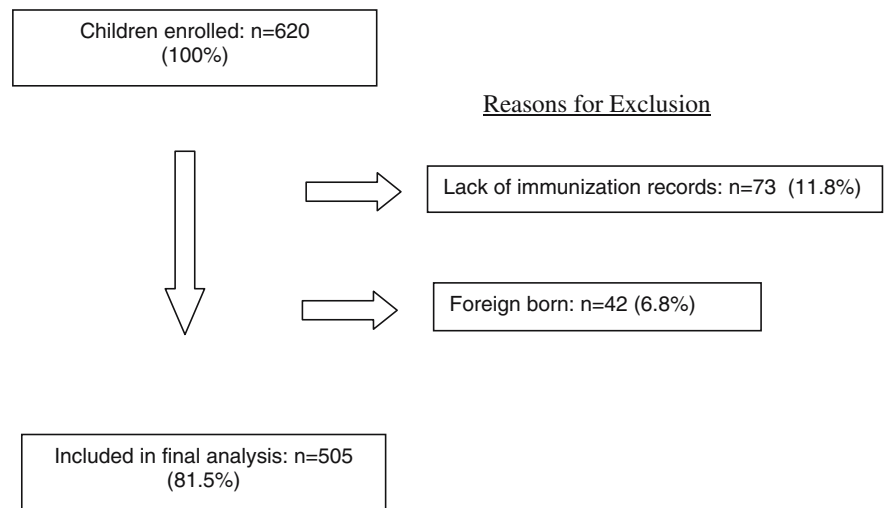 Children enrolled: n=620
(100%)
Reasons for Exclusion
Lack of immunization records: n=73 (11.8%)
Foreign born: n=42 (6.8%)
Included in final analysis: n=505
(81.5%)